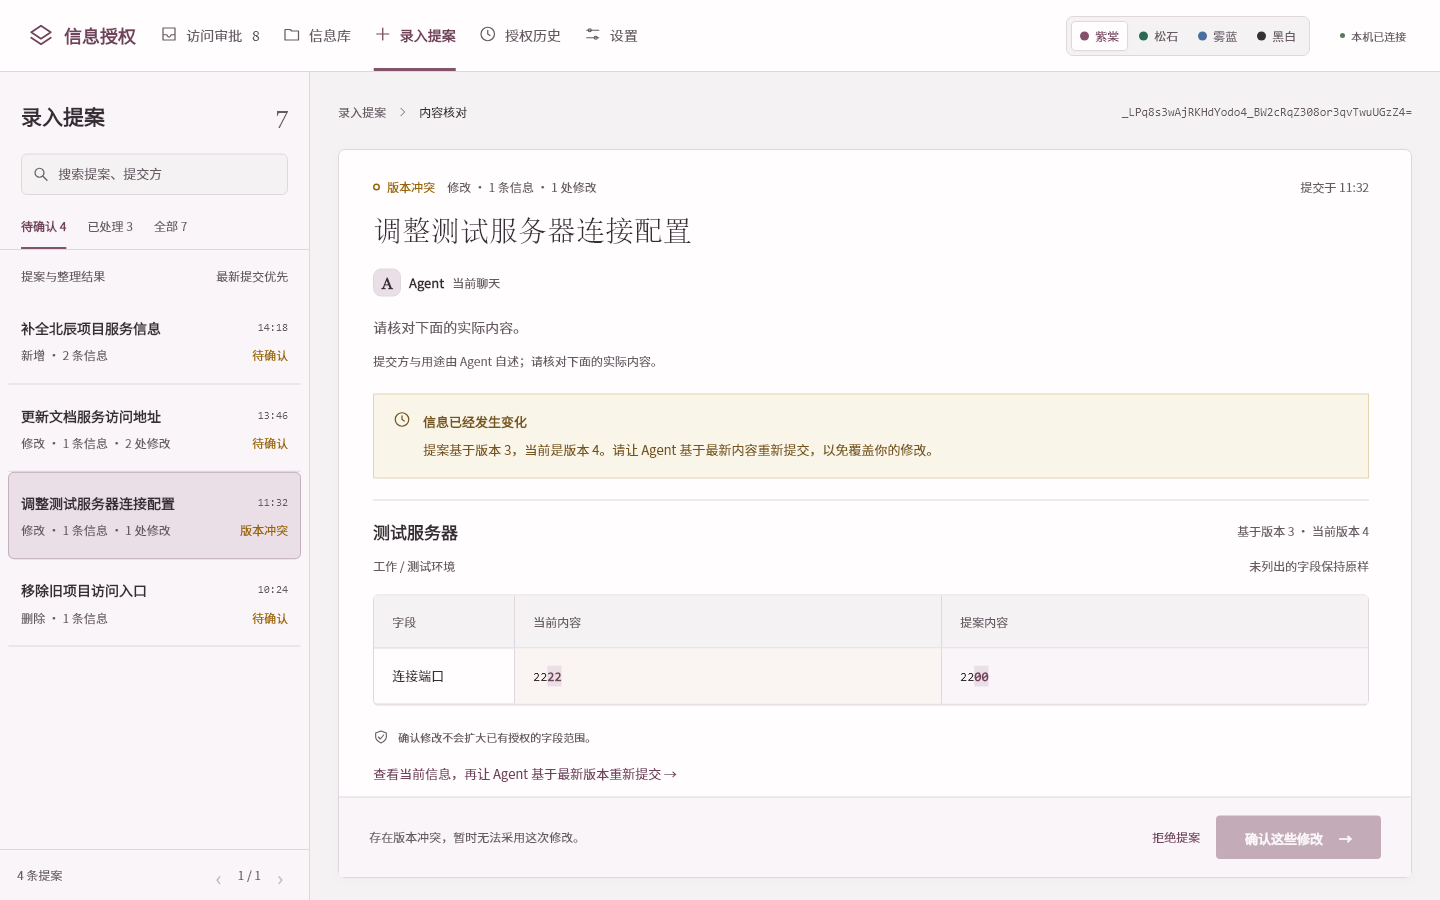 信息授权
访问审批 8
信息库
录入提案
授权历史
设置
紫棠
松石
雾蓝
黑白
本机已连接
录入提案 7
搜索提案、提交方
待确认 4
已处理 3
全部 7
提案与整理结果 最新提交优先
补全北辰项目服务信息 14:18
新增 · 2 条信息 待确认
更新文档服务访问地址 13:46
修改 · 1 条信息 · 2 处修改 待确认
调整测试服务器连接配置 11:32
修改 · 1 条信息 · 1 处修改 版本冲突
移除旧项目访问入口 10:24
删除 · 1 条信息 待确认
4 条提案 ‹ 1 / 1 ›
录入提案 > 内容核对
_LPq8s3wAjRKHdYodo4_BW2cRqZ308or3qvTwuUGzZ4=
版本冲突 修改 · 1 条信息 · 1 处修改 提交于 11:32
调整测试服务器连接配置
A Agent 当前聊天
请核对下面的实际内容。
提交方与用途由 Agent 自述；请核对下面的实际内容。
信息已经发生变化
提案基于版本 3，当前是版本 4。请让 Agent 基于最新内容重新提交，以免覆盖你的修改。
测试服务器 基于版本 3 · 当前版本 4
工作 / 测试环境 未列出的字段保持原样
字段 当前内容 提案内容
连接端口 2222 2200
确认修改不会扩大已有授权的字段范围。
查看当前信息，再让 Agent 基于最新版本重新提交 →
存在版本冲突，暂时无法采用这次修改。 拒绝提案 确认这些修改 →